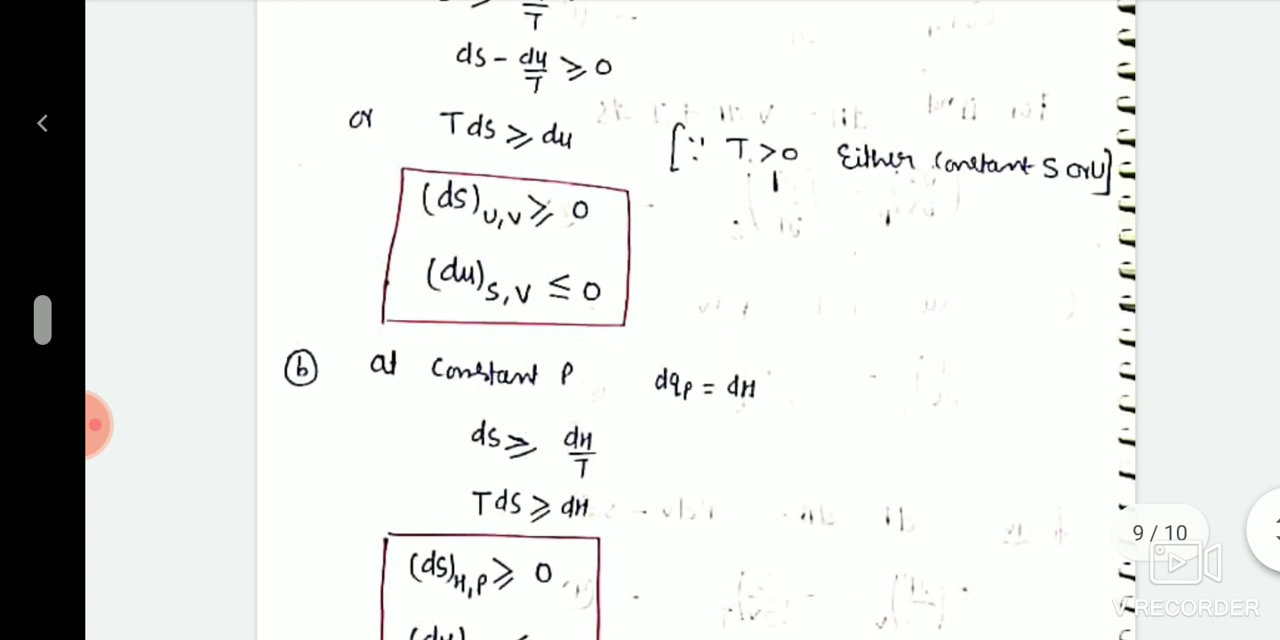 T
ds - du/T ≥ 0
or Tds ≥ du [∵ T>0 Either constant S or U]
(ds)U,V ≥ 0
(du)S,V ≤ 0
(b) at constant P dqP = dH
ds ≥ dH/T
Tds ≥ dH
(ds)H,P ≥ 0
9 / 10
V RECORDER